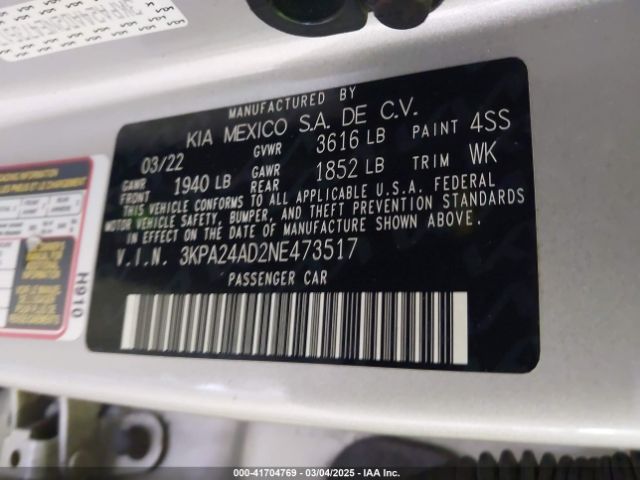 MANUFACTURED BY
KIA MEXICO S.A. DE C.V.
03/22 GVWR 3616 LB PAINT 4SS
GAWR FRONT 1940 LB GAWR REAR 1852 LB TRIM WK
THIS VEHICLE CONFORMS TO ALL APPLICABLE U.S.A. FEDERAL
MOTOR VEHICLE SAFETY, BUMPER, AND THEFT PREVENTION STANDARDS
IN EFFECT ON THE DATE OF MANUFACTURE SHOWN ABOVE.
V.I.N. 3KPA24AD2NE473517
PASSENGER CAR
H910
000-41704769 - 03/04/2025 - IAA Inc.